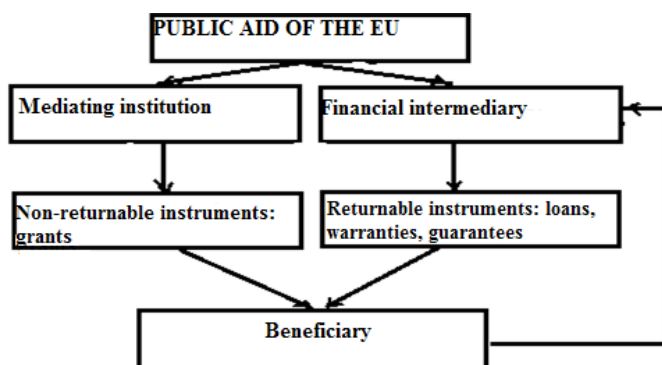 PUBLIC AID OF THE EU
Mediating institution
Financial intermediary
Non-returnable instruments:
grants
Returnable instruments: loans,
warranties, guarantees
Beneficiary